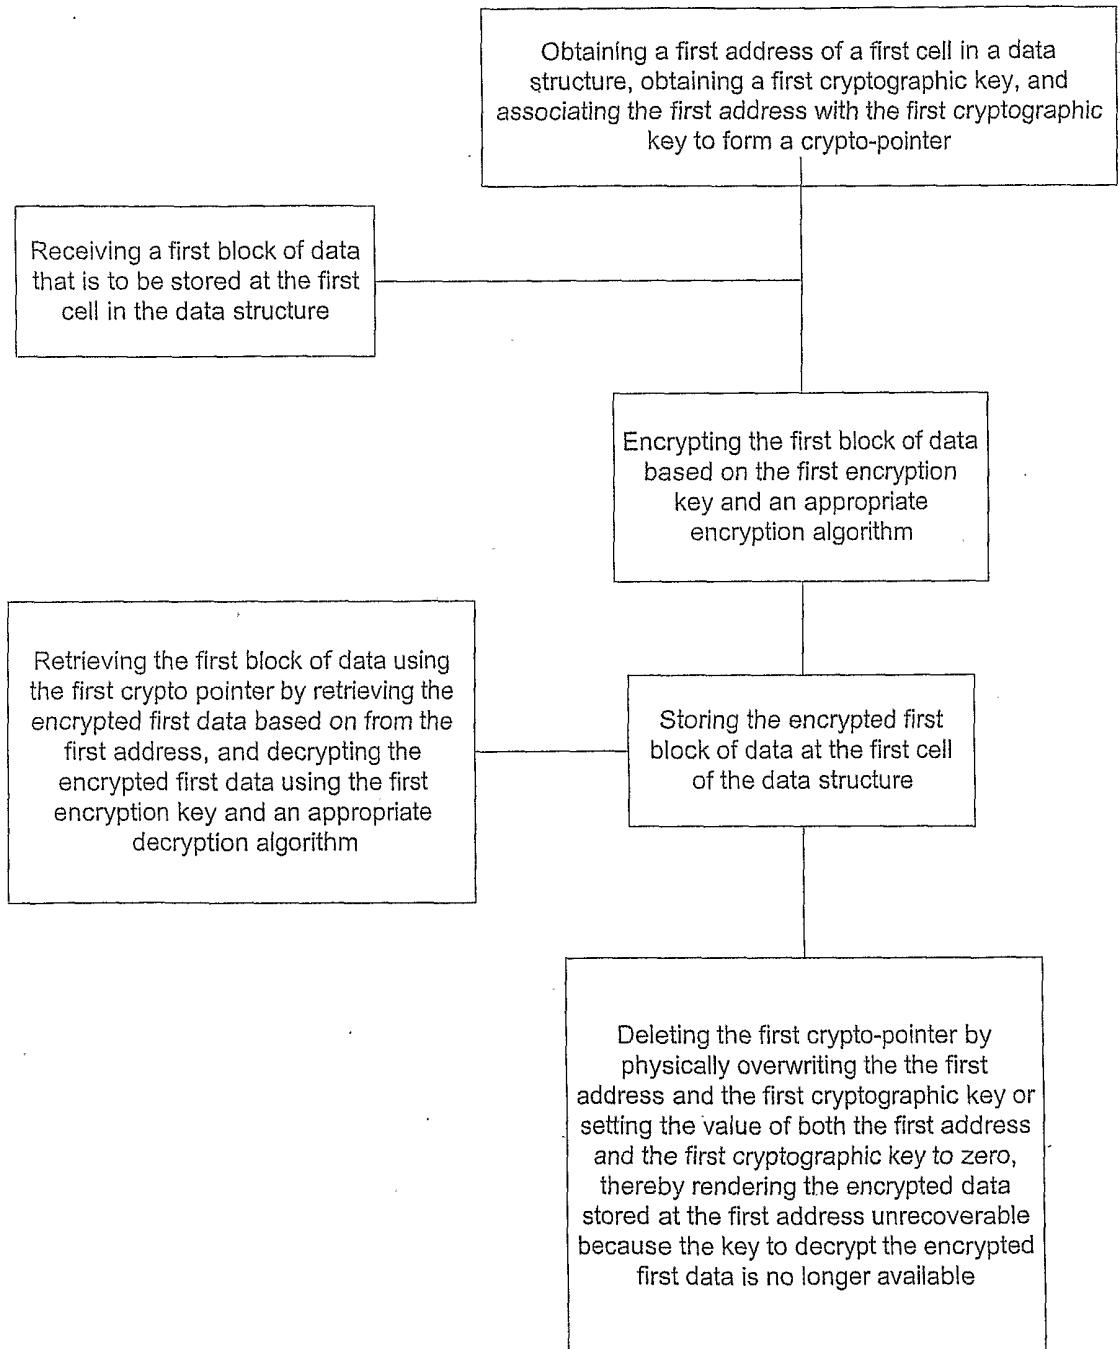 Obtaining a first address of a first cell in a data
structure, obtaining a first cryptographic key, and
associating the first address with the first cryptographic
key to form a crypto-pointer
Receiving a first block of data
that is to be stored at the first
cell in the data structure
Encrypting the first block of data
based on the first encryption
key and an appropriate
encryption algorithm
Retrieving the first block of data using
the first crypto pointer by retrieving the
encrypted first data based on from the
first address, and decrypting the
encrypted first data using the first
encryption key and an appropriate
decryption algorithm
Storing the encrypted first
block of data at the first cell
of the data structure
Deleting the first crypto-pointer by
physically overwriting the the first
address and the first cryptographic key or
setting the value of both the first address
and the first cryptographic key to zero,
thereby rendering the encrypted data
stored at the first address unrecoverable
because the key to decrypt the encrypted
first data is no longer available